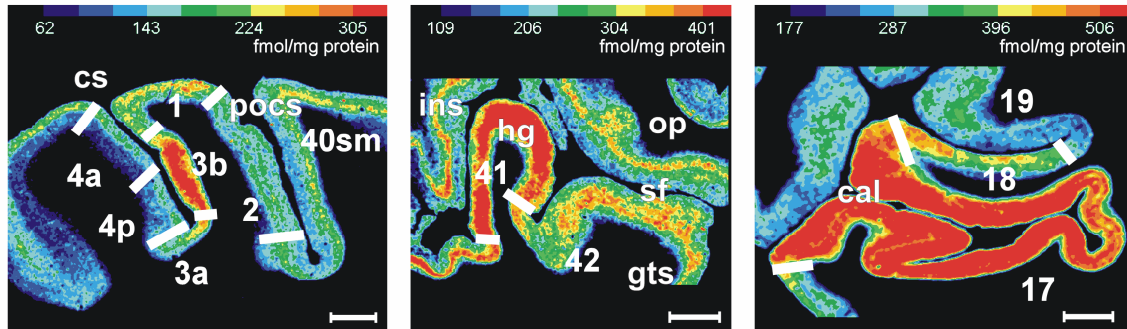 62 143 224 305
fmol/mg protein
cs
1
pocs
40sm
3b
4a
4p
2
3a
109 206 304 401
fmol/mg protein
ins
hg
op
41
sf
42
gts
177 287 396 506
fmol/mg protein
19
18
cal
17